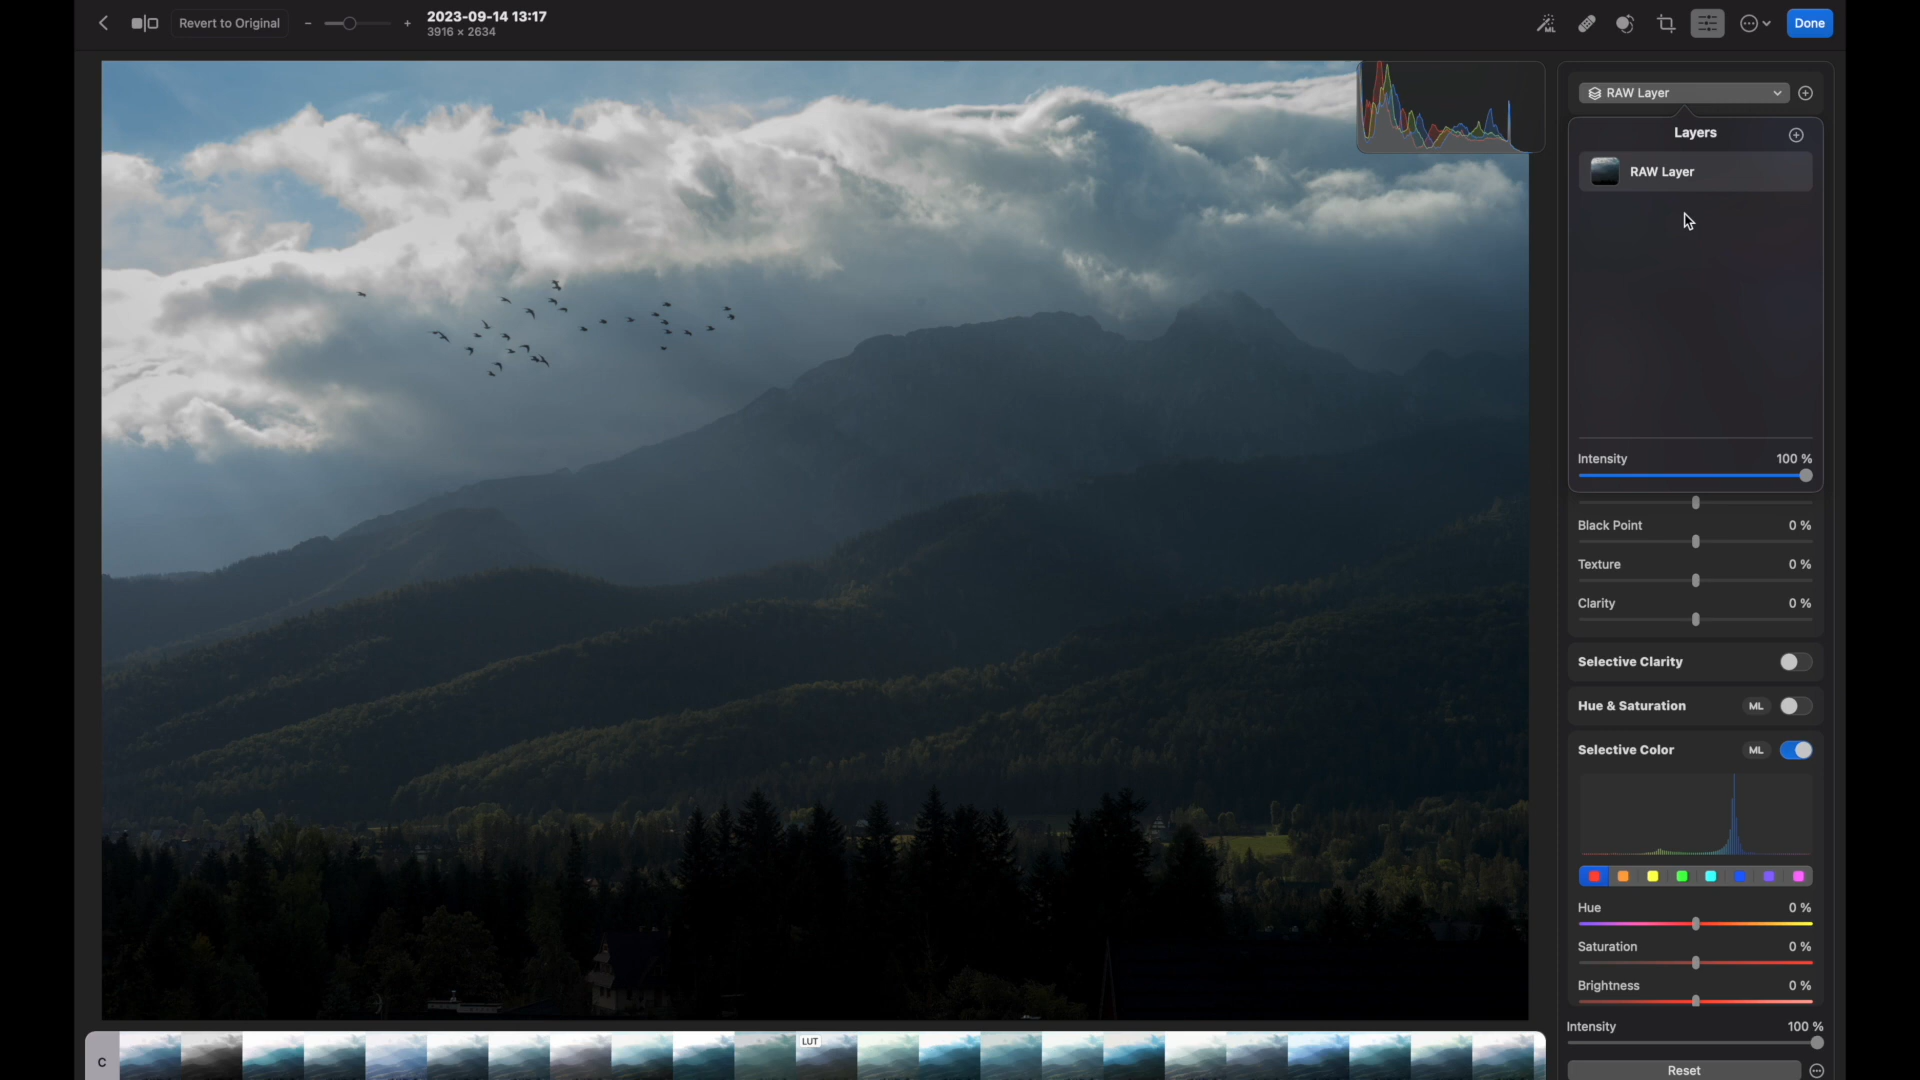 Revert to Original
2023-09-14 13:17
3916 × 2634
ML
Done
RAW Layer
Layers
RAW Layer
Intensity 100 %
Black Point 0 %
Texture 0 %
Clarity 0 %
Selective Clarity
Hue & Saturation ML
Selective Color ML
Hue 0 %
Saturation 0 %
Brightness 0 %
Intensity 100 %
LUT
C
Reset